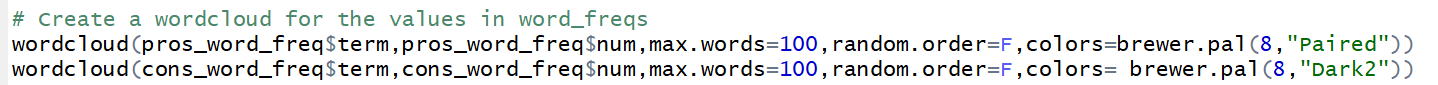 # Create a wordcloud for the values in word_freqs
wordcloud(pros_word_freq$term,pros_word_freq$num,max.words=100,random.order=F,colors=brewer.pal(8,"Paired"))
wordcloud(cons_word_freq$term,cons_word_freq$num,max.words=100,random.order=F,colors= brewer.pal(8,"Dark2"))